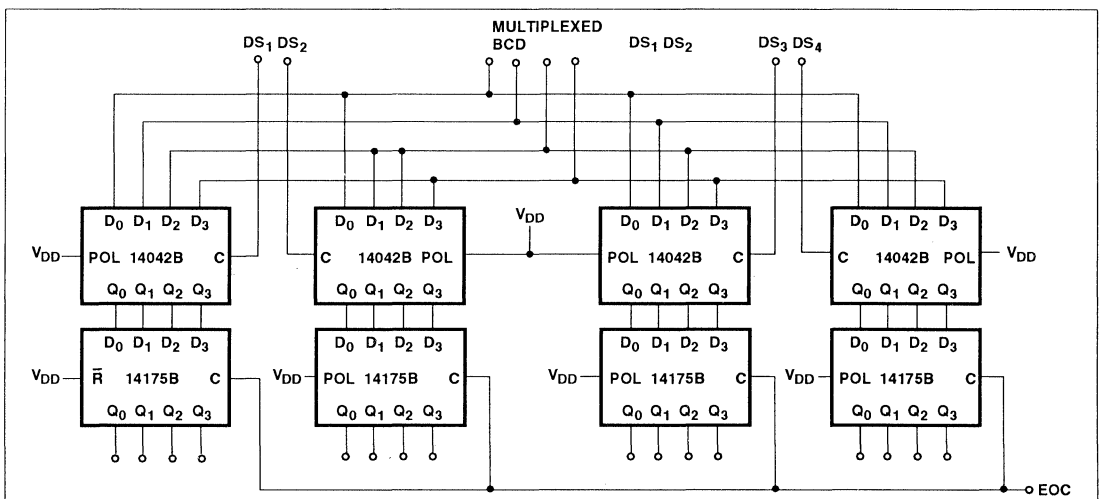 MULTIPLEXED
DS1 DS2 BCD DS1 DS2 DS3 DS4
VDD
D0 D1 D2 D3 D0 D1 D2 D3 D0 D1 D2 D3 D0 D1 D2 D3
VDD POL 14042B C C 14042B POL POL 14042B C C 14042B POL VDD
Q0 Q1 Q2 Q3 Q0 Q1 Q2 Q3 Q0 Q1 Q2 Q3 Q0 Q1 Q2 Q3
D0 D1 D2 D3 D0 D1 D2 D3 D0 D1 D2 D3 D0 D1 D2 D3
VDD R̅ 14175B C VDD POL 14175B C VDD POL 14175B C VDD POL 14175B C
Q0 Q1 Q2 Q3 Q0 Q1 Q2 Q3 Q0 Q1 Q2 Q3 Q0 Q1 Q2 Q3
EOC